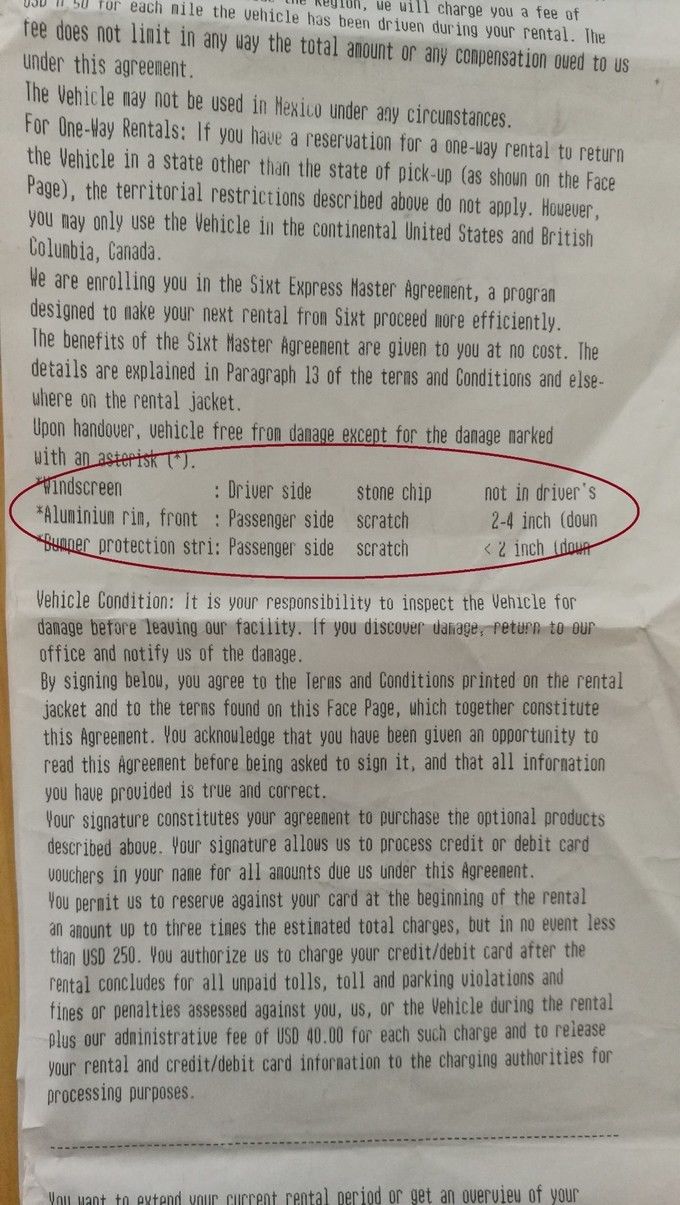 for each mile the vehicle has been driven during your rental. The
Region, we will charge you a fee of
fee does not limit in any way the total amount or any compensation owed to us
under this agreement.
The Vehicle may not be used in Mexico under any circumstances.
For One-Way Rentals: If you have a reservation for a one-way rental to return
the Vehicle in a state other than the state of pick-up (as shown on the Face
Page), the territorial restrictions described above do not apply. However,
you may only use the Vehicle in the continental United States and British
Columbia, Canada.
We are enrolling you in the Sixt Express Master Agreement, a program
designed to make your next rental from Sixt proceed more efficiently.
The benefits of the Sixt Master Agreement are given to you at no cost. The
details are explained in Paragraph 13 of the terms and Conditions and else-
where on the rental jacket.
Upon handover, vehicle free from damage except for the damage marked
with an asterisk (*).
*Windscreen : Driver side stone chip not in driver's
*Aluminium rim, front : Passenger side scratch 2-4 inch (down
*Bumper protection stri: Passenger side scratch < 2 inch (down
Vehicle Condition: It is your responsibility to inspect the Vehicle for
damage before leaving our facility. If you discover damage, return to our
office and notify us of the damage.
By signing below, you agree to the Terms and Conditions printed on the rental
jacket and to the terms found on this Face Page, which together constitute
this Agreement. You acknowledge that you have been given an opportunity to
read this Agreement before being asked to sign it, and that all information
you have provided is true and correct.
Your signature constitutes your agreement to purchase the optional products
described above. Your signature allows us to process credit or debit card
vouchers in your name for all amounts due us under this Agreement.
You permit us to reserve against your card at the beginning of the rental
an amount up to three times the estimated total charges, but in no event less
than USD 250. You authorize us to charge your credit/debit card after the
rental concludes for all unpaid tolls, toll and parking violations and
fines or penalties assessed against you, us, or the Vehicle during the rental
plus our administrative fee of USD 40.00 for each such charge and to release
your rental and credit/debit card information to the charging authorities for
processing purposes.
You want to extend your current rental period or get an overview of your